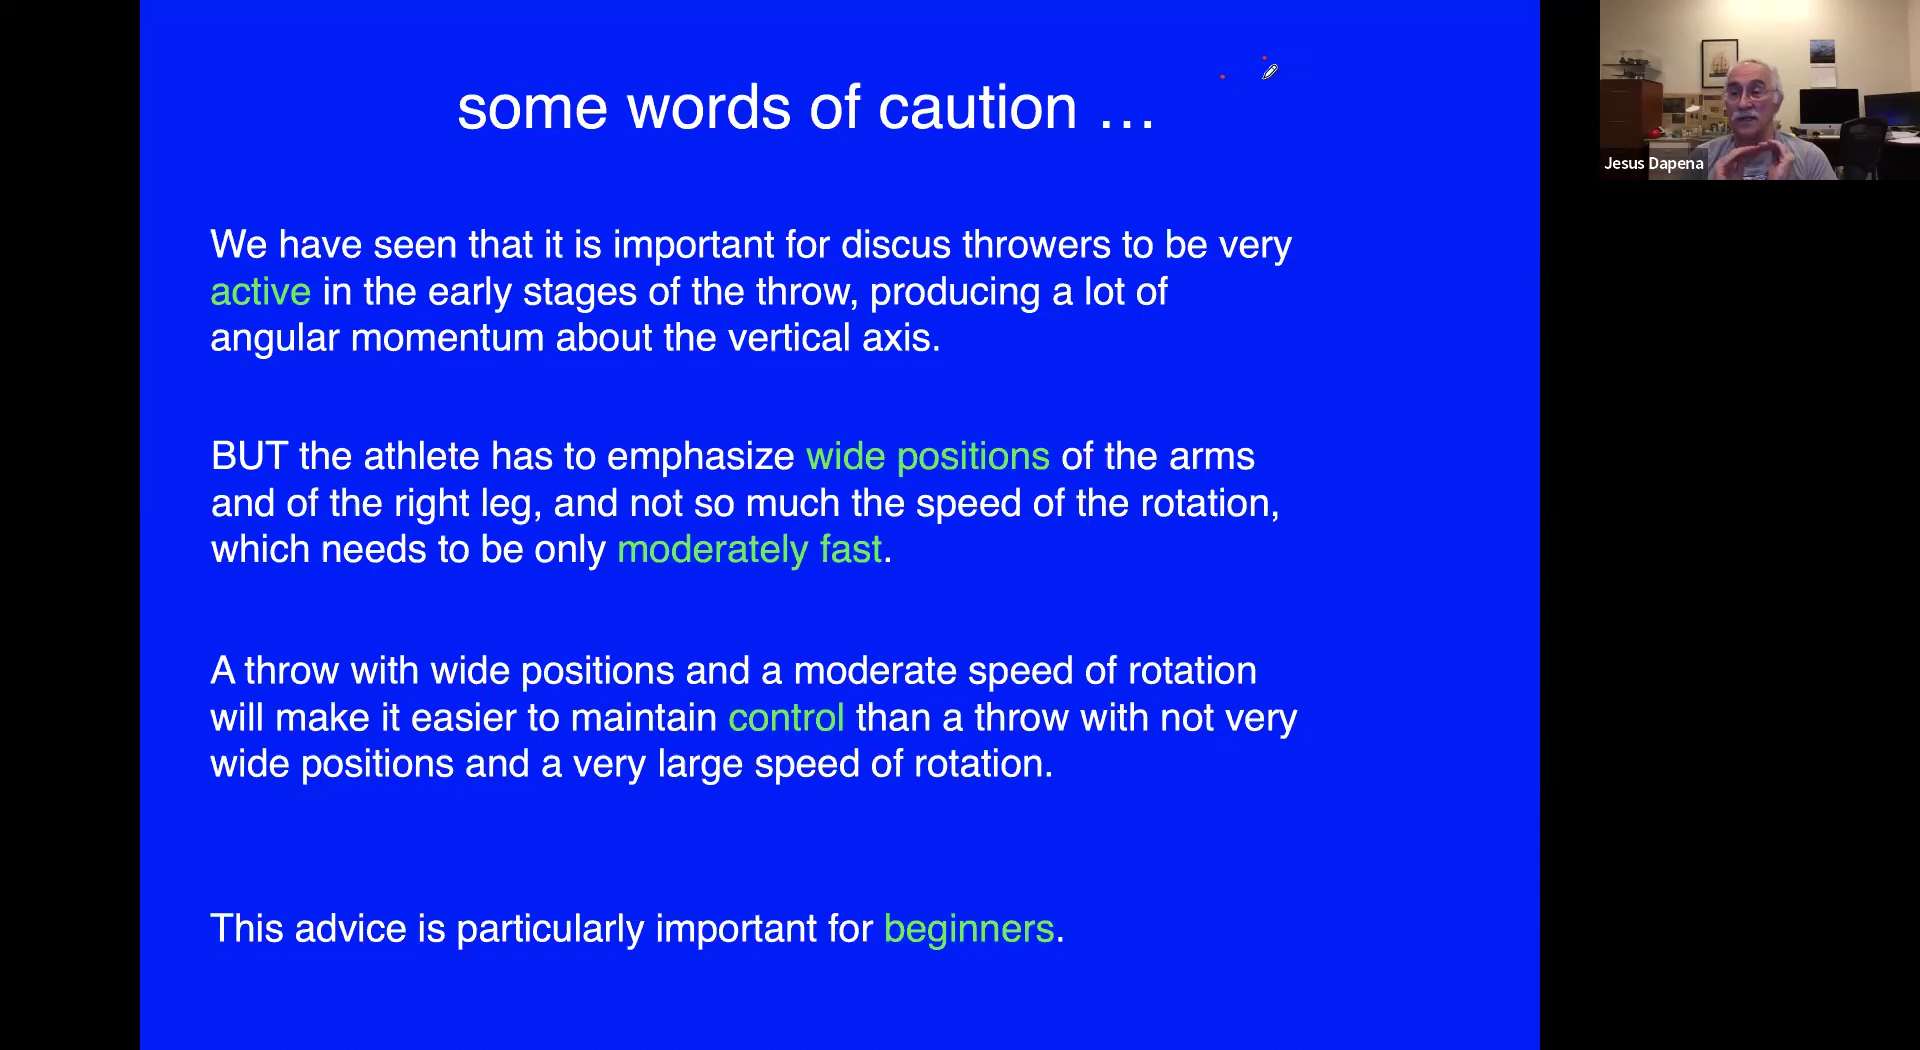 some words of caution …
We have seen that it is important for discus throwers to be very
active in the early stages of the throw, producing a lot of
angular momentum about the vertical axis.
BUT the athlete has to emphasize wide positions of the arms
and of the right leg, and not so much the speed of the rotation,
which needs to be only moderately fast.
A throw with wide positions and a moderate speed of rotation
will make it easier to maintain control than a throw with not very
wide positions and a very large speed of rotation.
This advice is particularly important for beginners.
Jesus Dapena